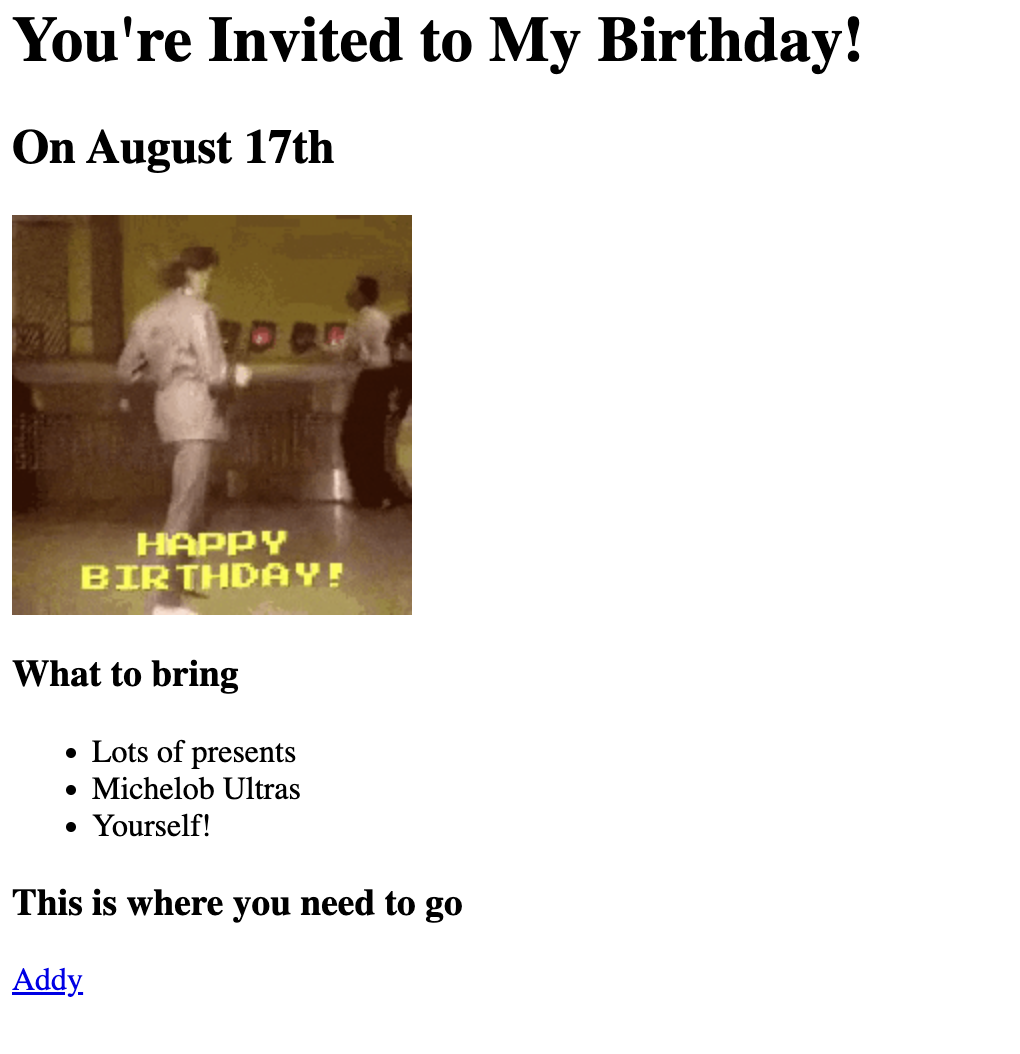 You're Invited to My Birthday!
On August 17th
HAPPY
BIRTHDAY!
What to bring
Lots of presents
Michelob Ultras
Yourself!
This is where you need to go
Addy